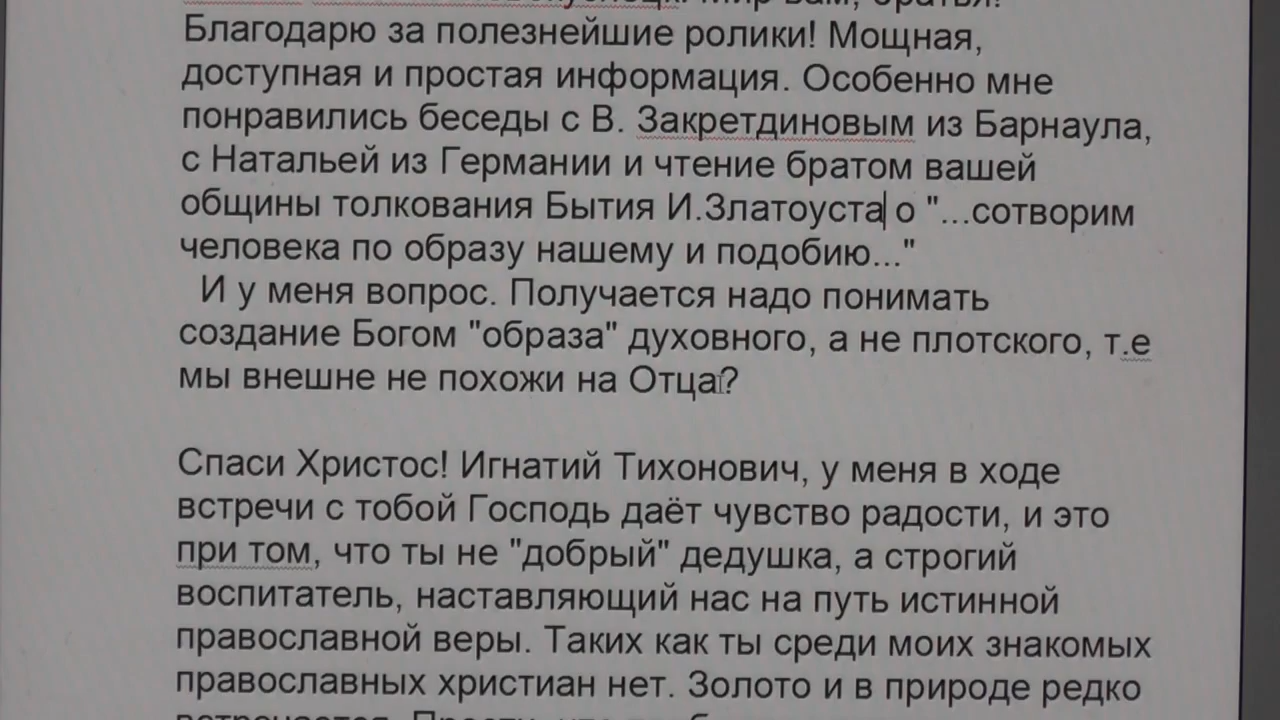 Мир вам, братья!
Благодарю за полезнейшие ролики! Мощная,
доступная и простая информация. Особенно мне
понравились беседы с В. Закретдиновым из Барнаула,
с Натальей из Германии и чтение братом вашей
общины толкования Бытия И.Златоуста о "...сотворим
человека по образу нашему и подобию..."
И у меня вопрос. Получается надо понимать
создание Богом "образа" духовного, а не плотского, т.е
мы внешне не похожи на Отца?
Спаси Христос! Игнатий Тихонович, у меня в ходе
встречи с тобой Господь даёт чувство радости, и это
при том, что ты не "добрый" дедушка, а строгий
воспитатель, наставляющий нас на путь истинной
православной веры. Таких как ты среди моих знакомых
православных христиан нет. Золото и в природе редко
встречается.